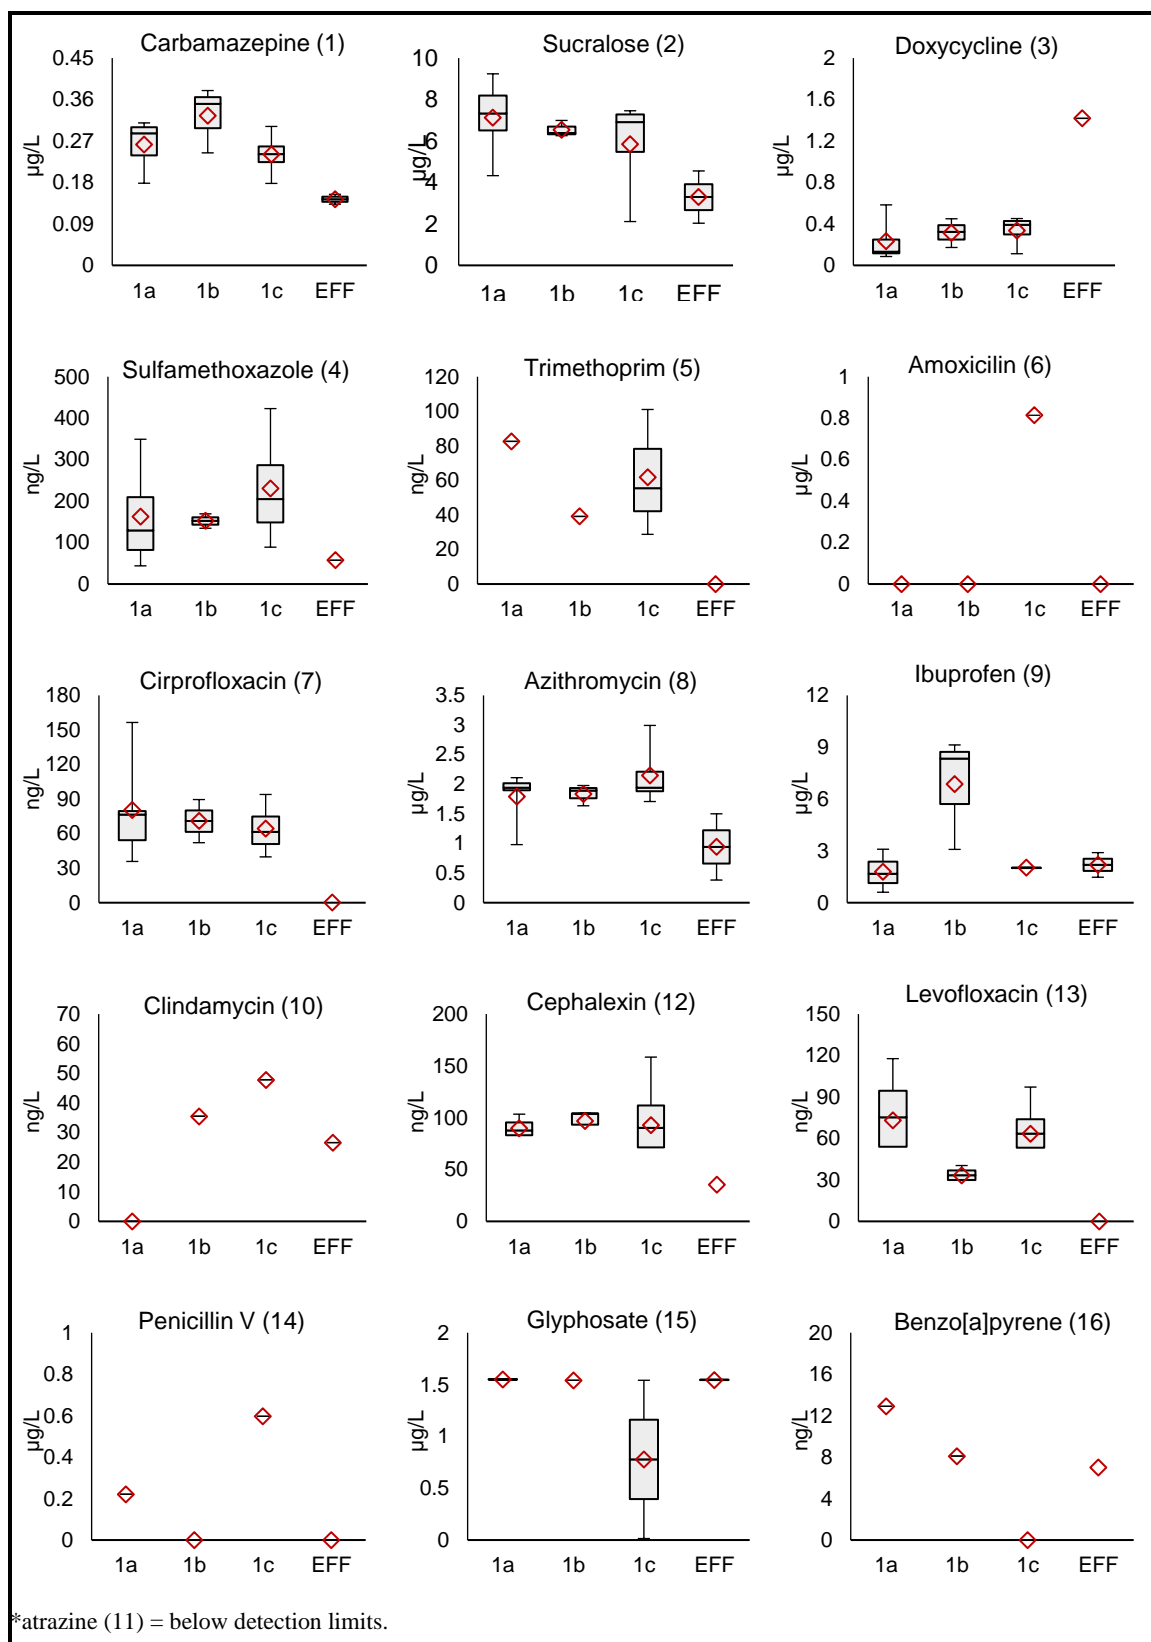 Carbamazepine (1)
0.45
0.36
0.27
0.18
0.09
0
µg/L
1a 1b 1c EFF
Sucralose (2)
10
8
6
4
2
0
µg/L
1a 1b 1c EFF
Doxycycline (3)
2
1.6
1.2
0.8
0.4
0
µg/L
1a 1b 1c EFF
Sulfamethoxazole (4)
500
400
300
200
100
0
ng/L
1a 1b 1c EFF
Trimethoprim (5)
120
100
80
60
40
20
0
ng/L
1a 1b 1c EFF
Amoxicilin (6)
1
0.8
0.6
0.4
0.2
0
µg/L
1a 1b 1c EFF
Cirprofloxacin (7)
180
150
120
90
60
30
0
ng/L
1a 1b 1c EFF
Azithromycin (8)
3.5
3
2.5
2
1.5
1
0.5
0
µg/L
1a 1b 1c EFF
Ibuprofen (9)
12
9
6
3
0
µg/L
1a 1b 1c EFF
Clindamycin (10)
70
60
50
40
30
20
10
0
ng/L
1a 1b 1c EFF
Cephalexin (12)
200
150
100
50
0
ng/L
1a 1b 1c EFF
Levofloxacin (13)
150
120
90
60
30
0
ng/L
1a 1b 1c EFF
Penicillin V (14)
1
0.8
0.6
0.4
0.2
0
µg/L
1a 1b 1c EFF
Glyphosate (15)
2
1.5
1
0.5
0
µg/L
1a 1b 1c EFF
Benzo[a]pyrene (16)
20
16
12
8
4
0
ng/L
1a 1b 1c EFF
*atrazine (11) = below detection limits.